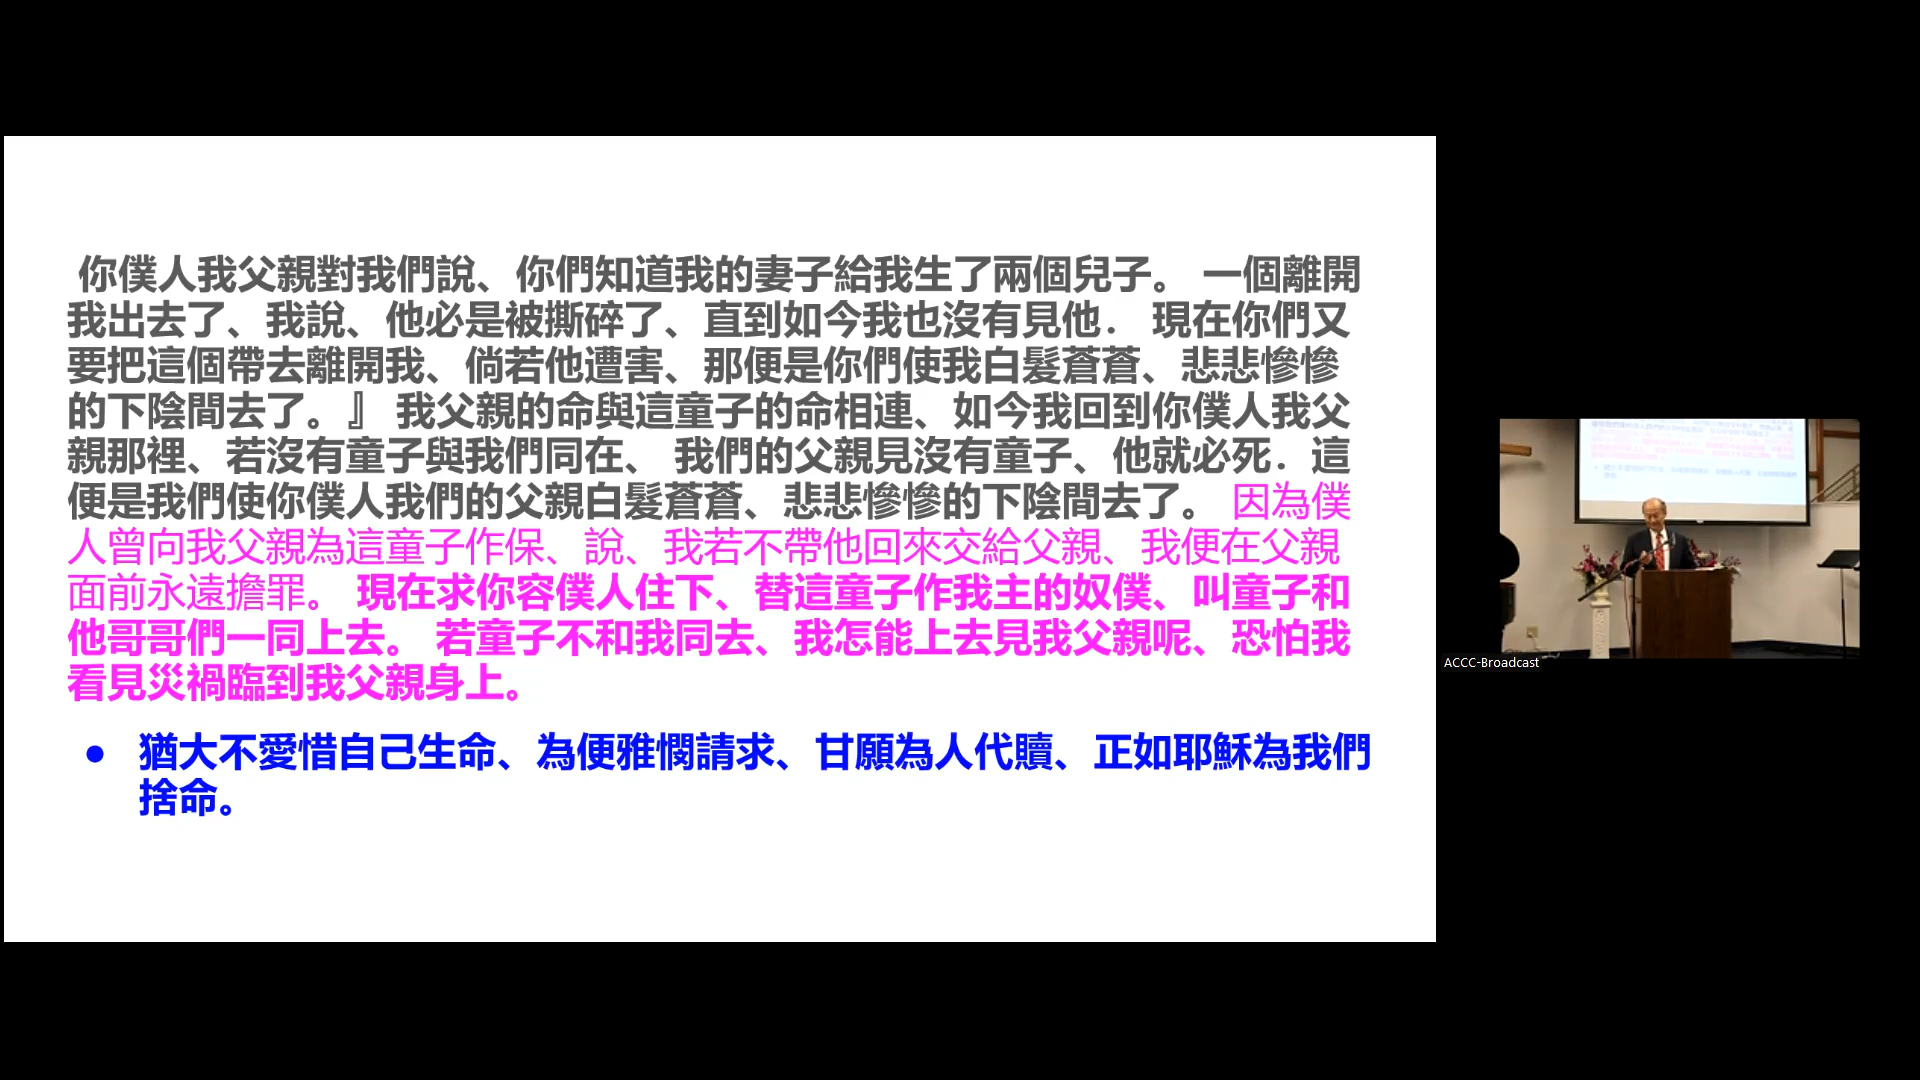 你僕人我父親對我們說、你們知道我的妻子給我生了兩個兒子。 一個離開
我出去了、我說、他必是被撕碎了、直到如今我也沒有見他． 現在你們又
要把這個帶去離開我、倘若他遭害、那便是你們使我白髮蒼蒼、悲悲慘慘
的下陰間去了。』 我父親的命與這童子的命相連、如今我回到你僕人我父
親那裡、若沒有童子與我們同在、 我們的父親見沒有童子、他就必死．這
便是我們使你僕人我們的父親白髮蒼蒼、悲悲慘慘的下陰間去了。 因為僕
人曾向我父親為這童子作保、說、我若不帶他回來交給父親、我便在父親
面前永遠擔罪。 現在求你容僕人住下、替這童子作我主的奴僕、叫童子和
他哥哥們一同上去。 若童子不和我同去、我怎能上去見我父親呢、恐怕我
看見災禍臨到我父親身上。
● 猶大不愛惜自己生命、為便雅憫請求、甘願為人代贖、正如耶穌為我們
捨命。
ACCC-Broadcast